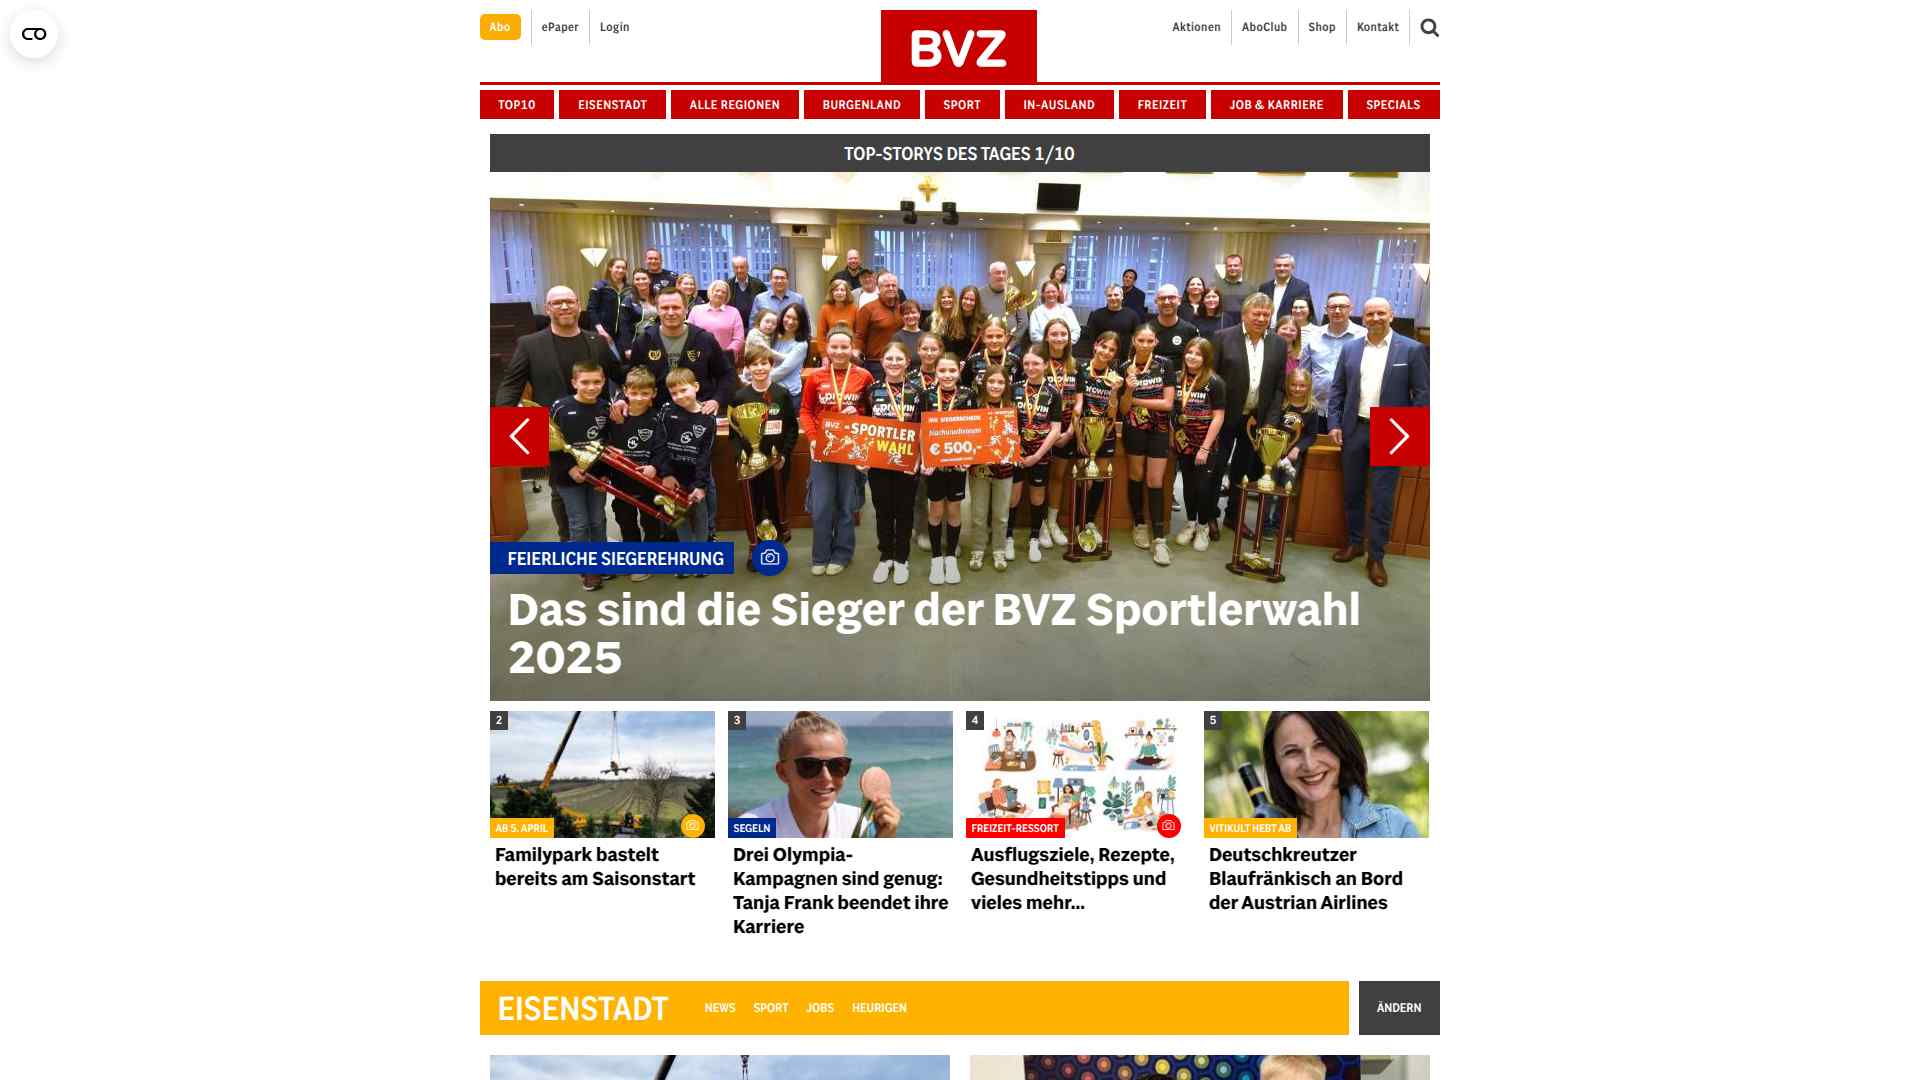 Abo
ePaper
Login
BVZ
Aktionen
AboClub
Shop
Kontakt
TOP10
EISENSTADT
ALLE REGIONEN
BURGENLAND
SPORT
IN-AUSLAND
FREIZEIT
JOB & KARRIERE
SPECIALS
TOP-STORYS DES TAGES 1/10
BVZ -SPORTLER
WAHL
€ 500,-
FEIERLICHE SIEGEREHRUNG
Das sind die Sieger der BVZ Sportlerwahl
2025
2
AB 5. APRIL
Familypark bastelt
bereits am Saisonstart
3
SEGELN
Drei Olympia-
Kampagnen sind genug:
Tanja Frank beendet ihre
Karriere
4
FREIZEIT-RESSORT
Ausflugsziele, Rezepte,
Gesundheitstipps und
vieles mehr...
5
VITIKULT HEBT AB
Deutschkreutzer
Blaufränkisch an Bord
der Austrian Airlines
EISENSTADT
NEWS
SPORT
JOBS
HEURIGEN
ÄNDERN